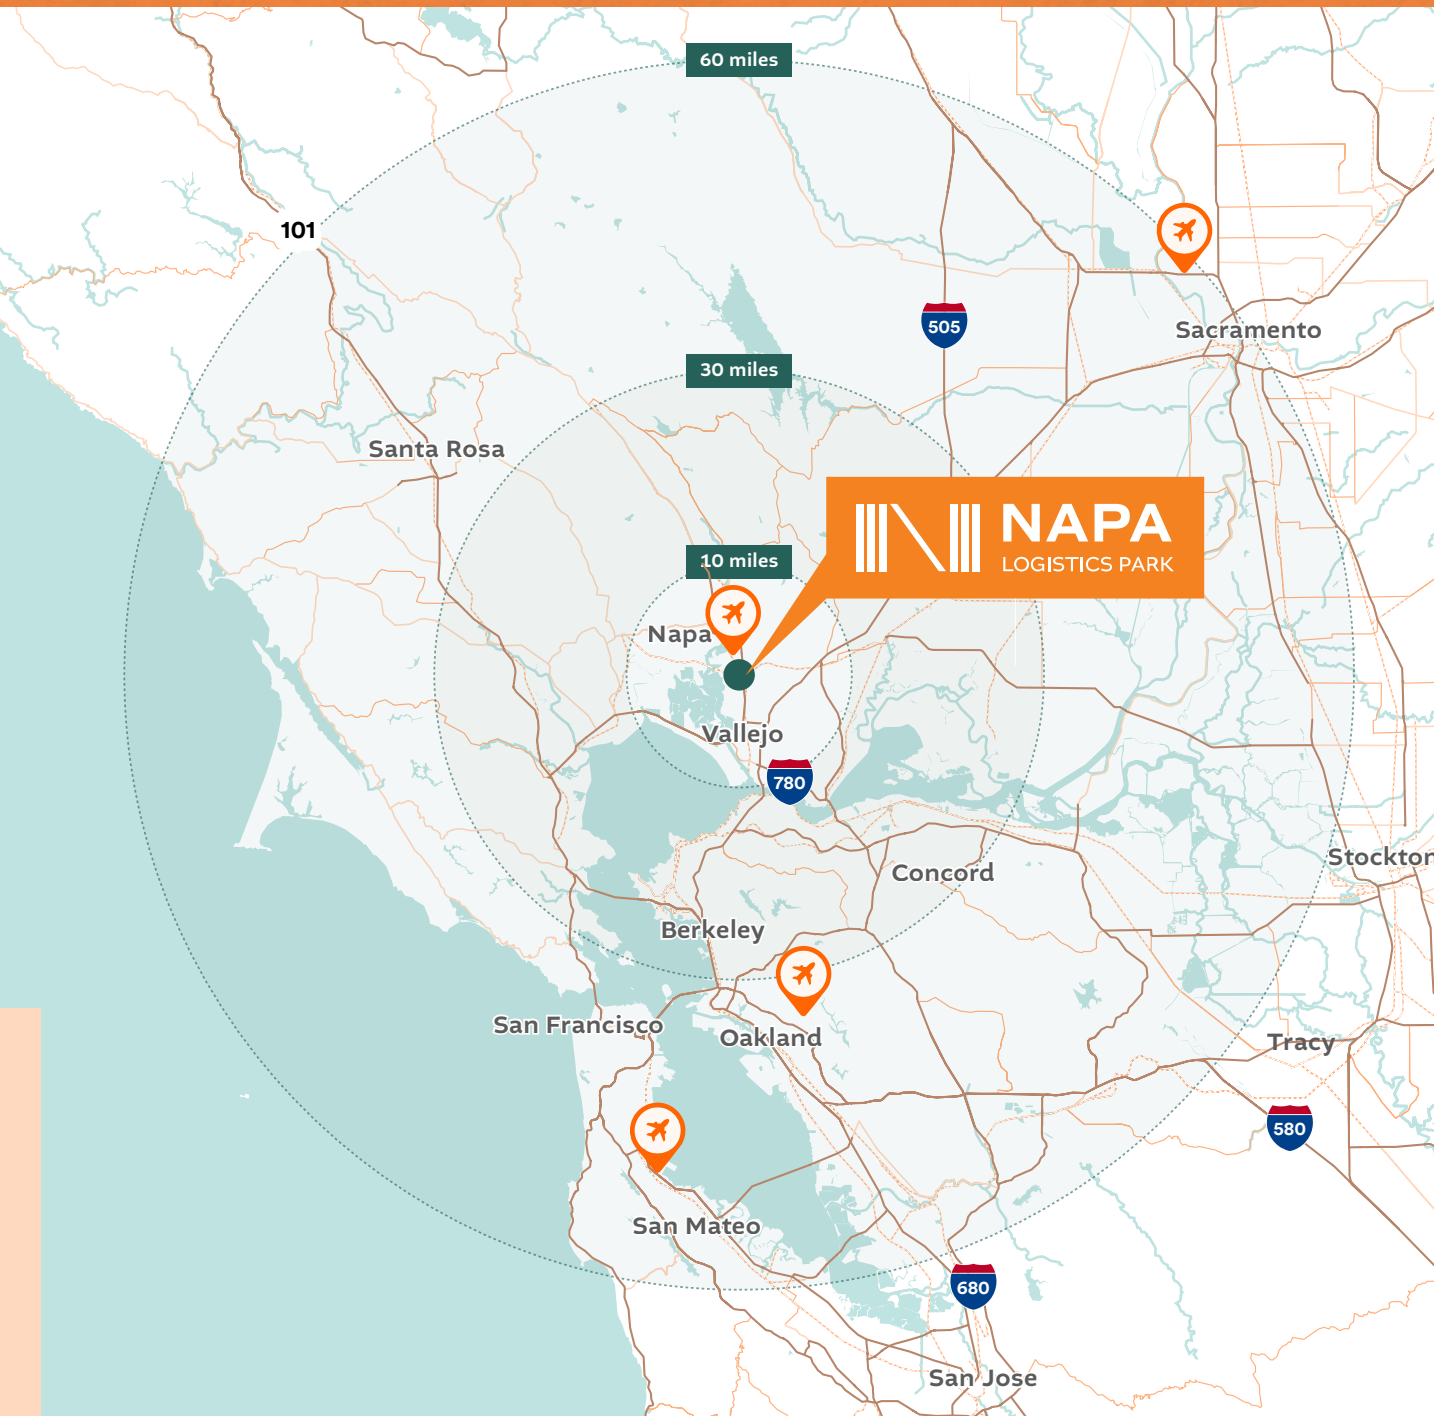 60 miles
101
505
Sacramento
30 miles
Santa Rosa
NAPA
LOGISTICS PARK
10 miles
Napa
Vallejo
780
Stockton
Concord
Berkeley
San Francisco
Oakland
Tracy
580
San Mateo
680
San Jose